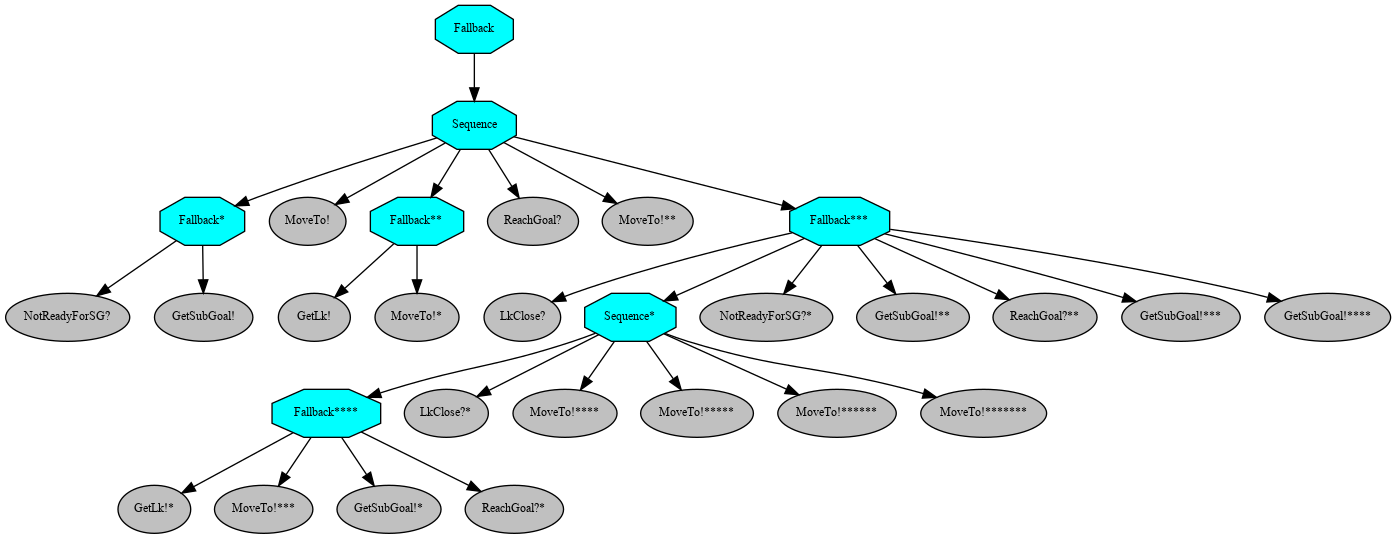 Fallback
Sequence
Fallback*
MoveTo!
Fallback**
ReachGoal?
MoveTo!**
Fallback***
NotReadyForSG?
GetSubGoal!
GetLk!
MoveTo!*
LkClose?
Sequence*
NotReadyForSG?*
GetSubGoal!**
ReachGoal?**
GetSubGoal!***
GetSubGoal!****
Fallback****
LkClose?*
MoveTo!****
MoveTo!*****
MoveTo!******
MoveTo!*******
GetLk!*
MoveTo!***
GetSubGoal!*
ReachGoal?*